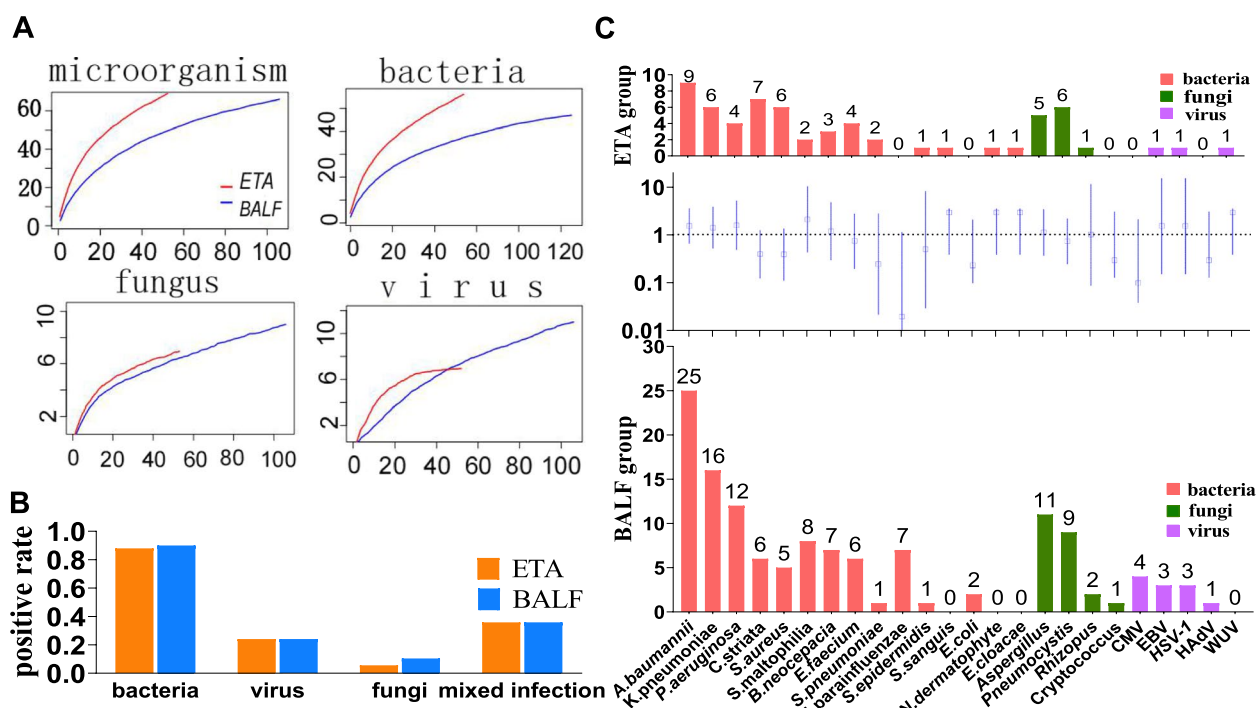 A
microorganism
60
40
20
0
0 20 40 60 80 100
ETA
BALF
bacteria
40
20
0
0 20 40 60 80 100 120
fungus
10
6
2
0 20 40 60 80 100
virus
10
6
2
0 20 40 60 80 100
B
positive rate
1.0
0.8
0.6
0.4
0.2
0.0
ETA
BALF
bacteria virus fungi mixed infection
C
ETA group
10
8
6
4
2
0
9 6 4 7 6 2 3 4 2 0 1 1 0 1 1 5 6 1 0 0 1 1 0 1
bacteria
fungi
virus
10
1
0.1
0.01
BALF group
30
25
20
15
10
5
0
25 16 12 6 5 8 7 6 1 7 1 0 2 0 0 11 9 2 1 4 3 3 1 0
bacteria
fungi
virus
A.baumannii
K.pneumoniae
P.aeruginosa
C.striata
S.aureus
S.maltophilia
B.neocepacia
E.faecium
S.pneumoniae
.parainfluenzae
S.epidermidis
S.sanguis
E.coli
N.dermatophyte
E.cloacae
Aspergillus
Pneumocystis
Rhizopus
Cryptococcus
CMV
EBV
HSV-1
HAdV
WUV